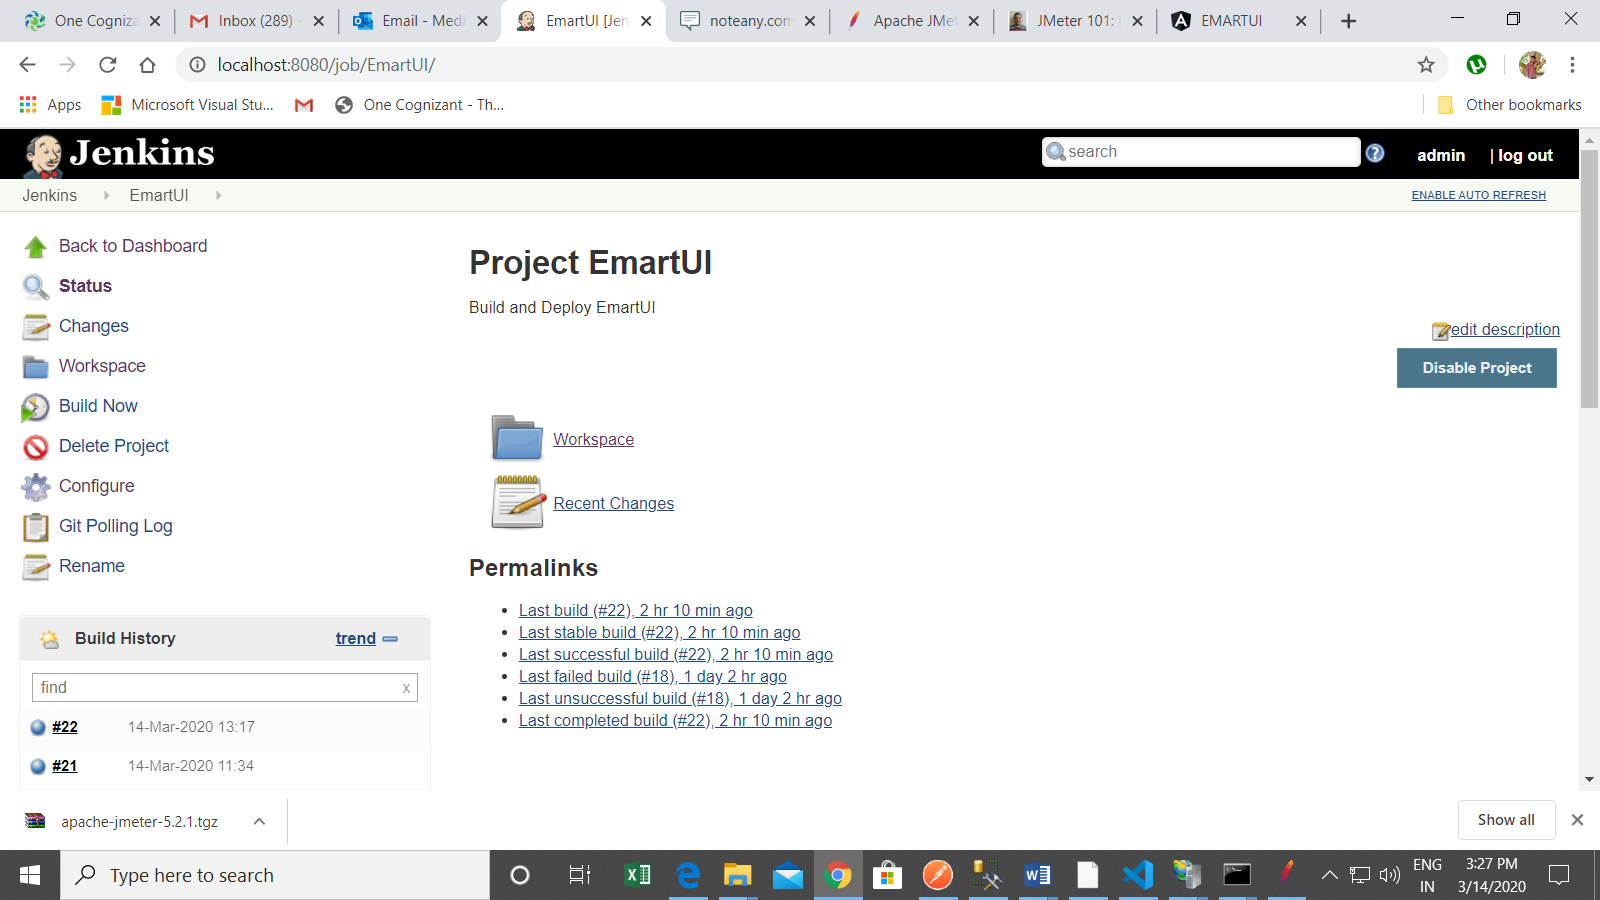 One Cogniza
Inbox (289) -
Email - Medi
EmartUI [Jen
noteany.com
Apache JMet
JMeter 101:
EMARTUI
localhost:8080/job/EmartUI/
Apps
Microsoft Visual Stu...
One Cognizant - Th...
Other bookmarks
Jenkins
search
admin
| log out
Jenkins
EmartUI
ENABLE AUTO REFRESH
Back to Dashboard
Status
Changes
Workspace
Build Now
Delete Project
Configure
Git Polling Log
Rename
Build History
trend
find
x
#22
14-Mar-2020 13:17
#21
14-Mar-2020 11:34
Project EmartUI
Build and Deploy EmartUI
edit description
Disable Project
Workspace
Recent Changes
Permalinks
Last build (#22), 2 hr 10 min ago
Last stable build (#22), 2 hr 10 min ago
Last successful build (#22), 2 hr 10 min ago
Last failed build (#18), 1 day 2 hr ago
Last unsuccessful build (#18), 1 day 2 hr ago
Last completed build (#22), 2 hr 10 min ago
apache-jmeter-5.2.1.tgz
Show all
Type here to search
ENG
IN
3:27 PM
3/14/2020